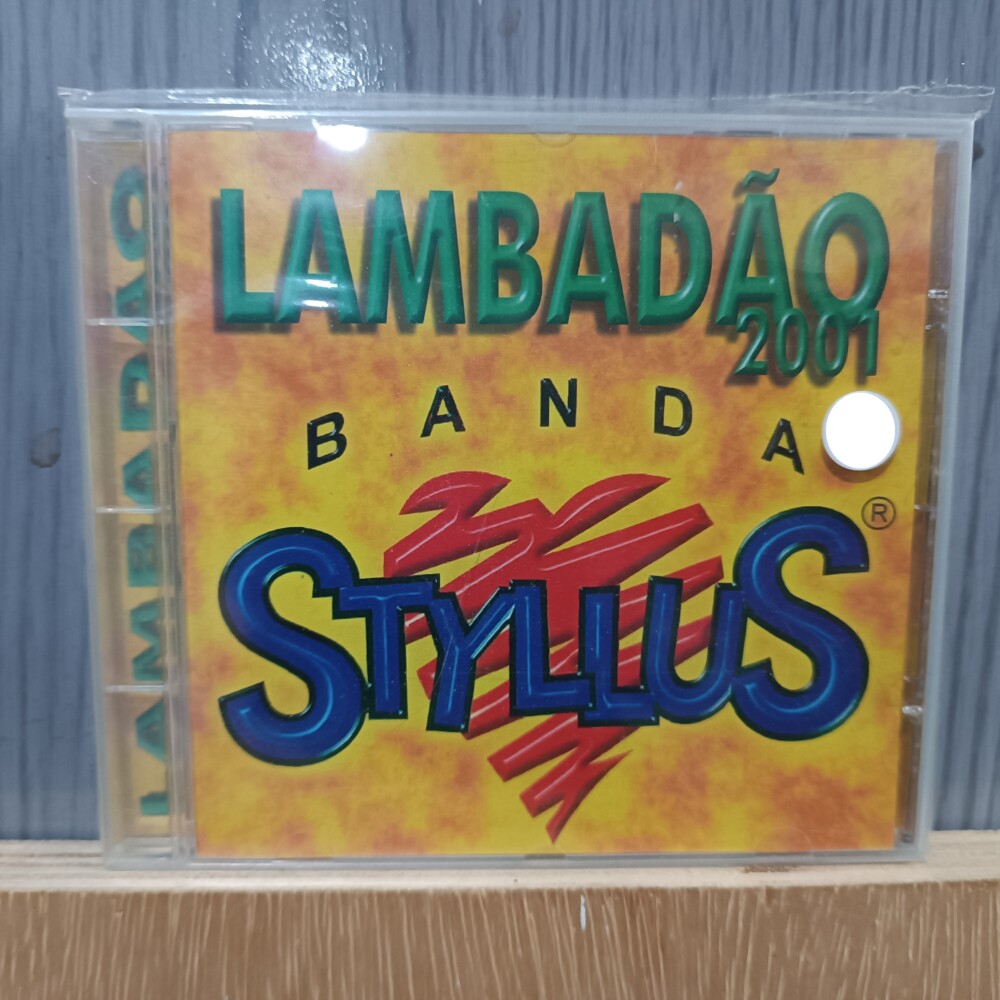 LAMBADÃO
LAMBADÃO
2001
BANDA
STYLLUS
®